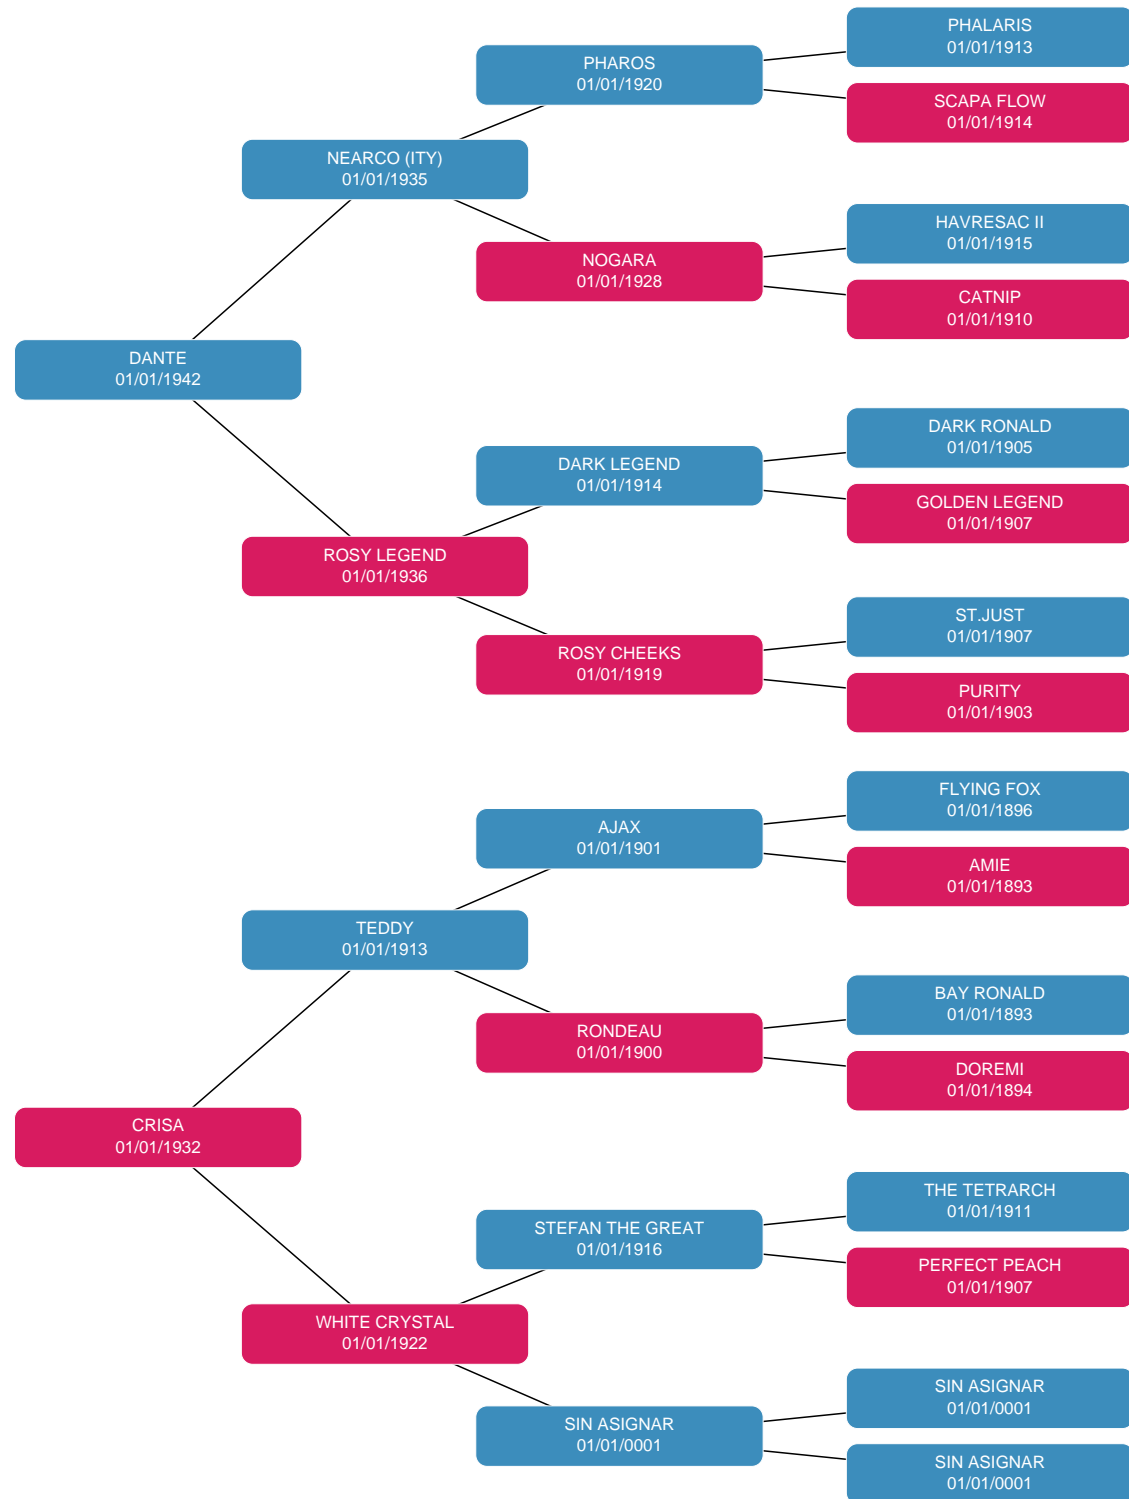 PHALARIS
01/01/1913
PHAROS
01/01/1920
SCAPA FLOW
01/01/1914
NEARCO (ITY)
01/01/1935
HAVRESAC II
01/01/1915
NOGARA
01/01/1928
CATNIP
01/01/1910
DANTE
01/01/1942
DARK RONALD
01/01/1905
DARK LEGEND
01/01/1914
GOLDEN LEGEND
01/01/1907
ROSY LEGEND
01/01/1936
ST.JUST
01/01/1907
ROSY CHEEKS
01/01/1919
PURITY
01/01/1903
FLYING FOX
01/01/1896
AJAX
01/01/1901
AMIE
01/01/1893
TEDDY
01/01/1913
BAY RONALD
01/01/1893
RONDEAU
01/01/1900
DOREMI
01/01/1894
CRISA
01/01/1932
THE TETRARCH
01/01/1911
STEFAN THE GREAT
01/01/1916
PERFECT PEACH
01/01/1907
WHITE CRYSTAL
01/01/1922
SIN ASIGNAR
01/01/0001
SIN ASIGNAR
01/01/0001
SIN ASIGNAR
01/01/0001